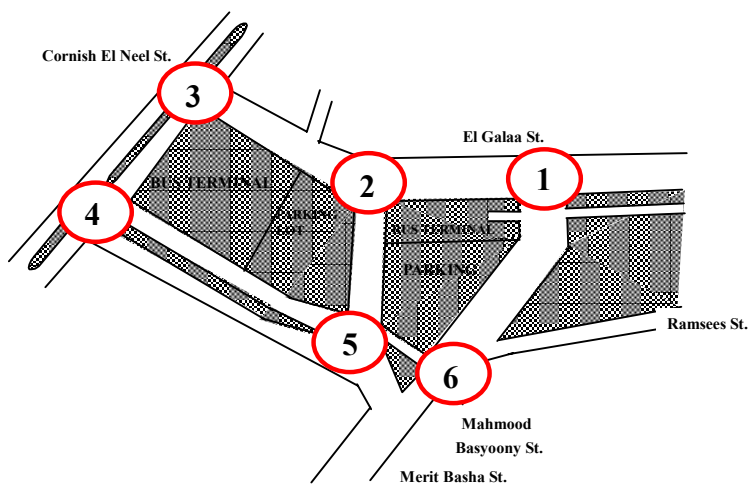 Cornish El Neel St.
3
El Galaa St.
2
1
BUS TERMINAL
4
PARKING
LOT
BUS TERMINAL
PARKING
Ramsees St.
5
6
Mahmood
Basyoony St.
Merit Basha St.